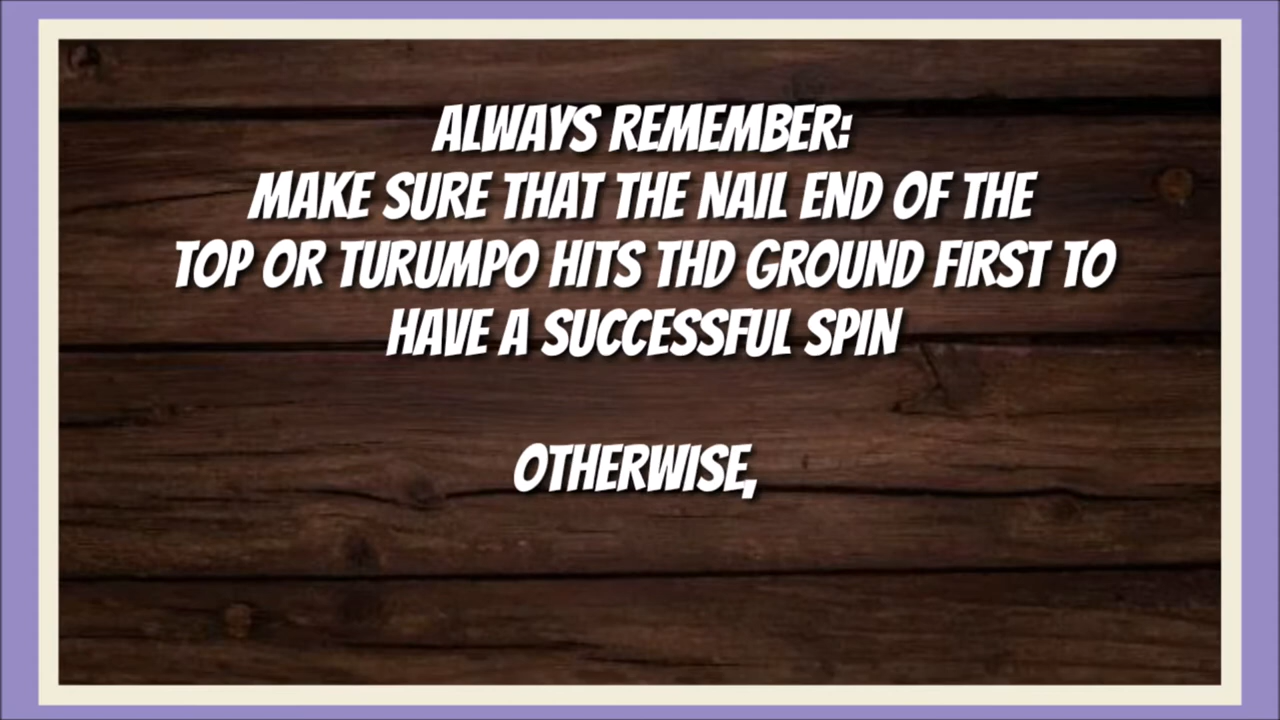 ALWAYS REMEMBER:
MAKE SURE THAT THE NAIL END OF THE
TOP OR TURUMPO HITS THD GROUND FIRST TO
HAVE A SUCCESSFUL SPIN
OTHERWISE,